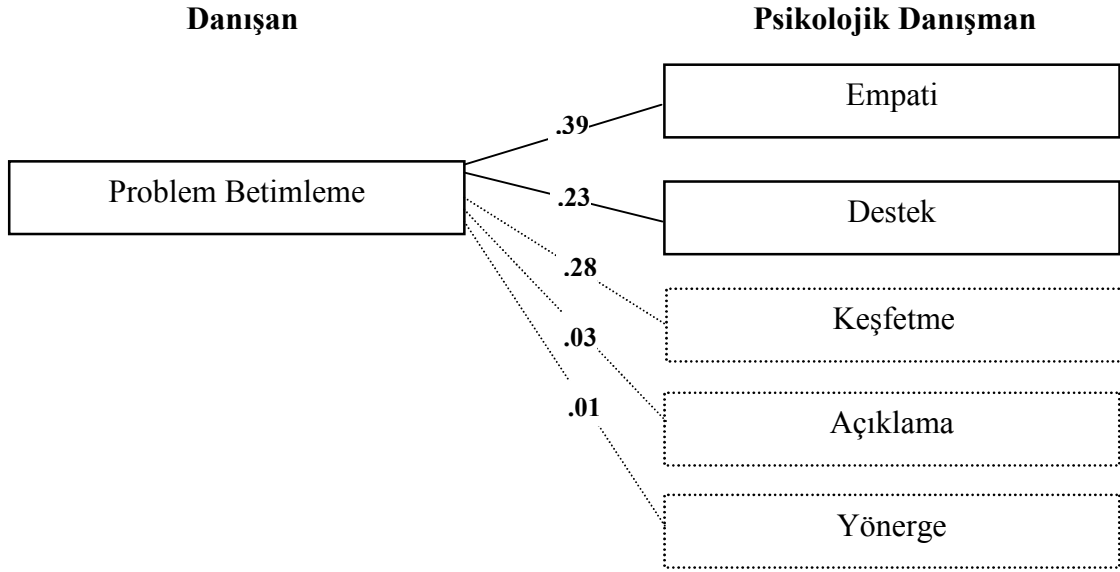 Danışan
Psikolojik Danışman
Empati
.39
Problem Betimleme
.23
Destek
.28
Keşfetme
.03
.01
Açıklama
Yönerge